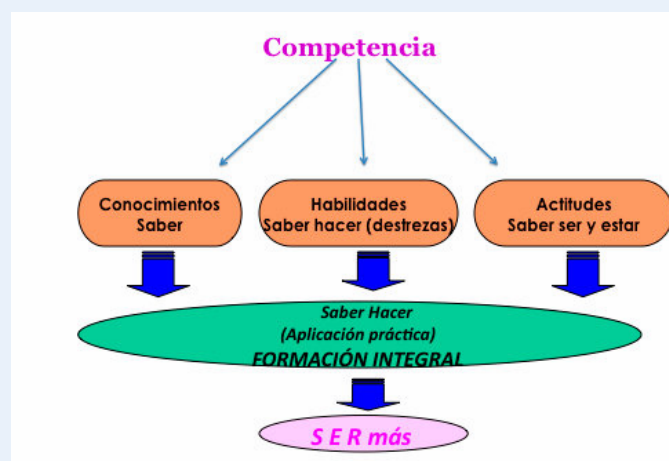 Competencia
Conocimientos
Saber
Habilidades
Saber hacer (destrezas)
Actitudes
Saber ser y estar
Saber Hacer
(Aplicación práctica)
FORMACIÓN INTEGRAL
S E R más